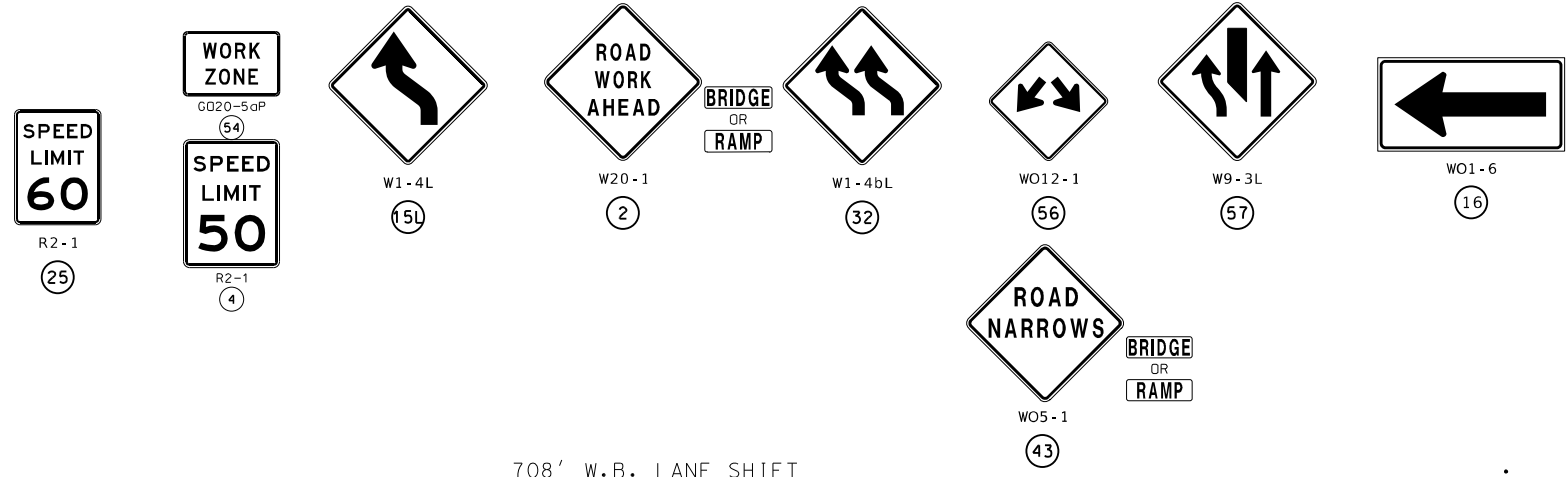 SPEED
LIMIT
60
R2-1
25
WORK
ZONE
GO20-5aP
54
SPEED
LIMIT
50
R2-1
4
W1-4L
15L
ROAD
WORK
AHEAD
BRIDGE
OR
RAMP
W20-1
2
W1-4bL
32
WO12-1
56
W9-3L
57
WO1-6
16
ROAD
NARROWS
BRIDGE
OR
RAMP
WO5-1
43
708' W.B. LANE SHIFT